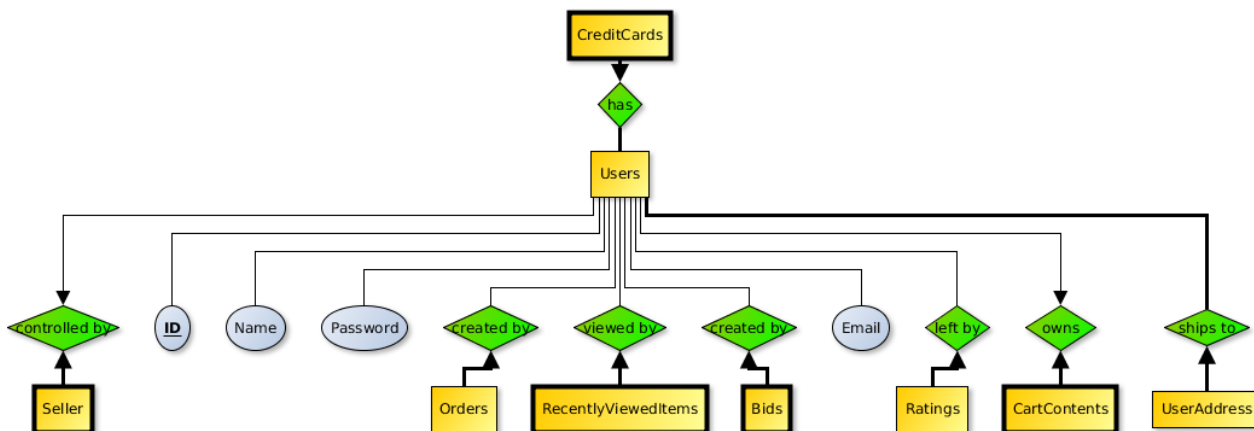 CreditCards
has
Users
controlled by
ID
Name
Password
created by
viewed by
created by
Email
left by
owns
ships to
Seller
Orders
RecentlyViewedItems
Bids
Ratings
CartContents
UserAddress